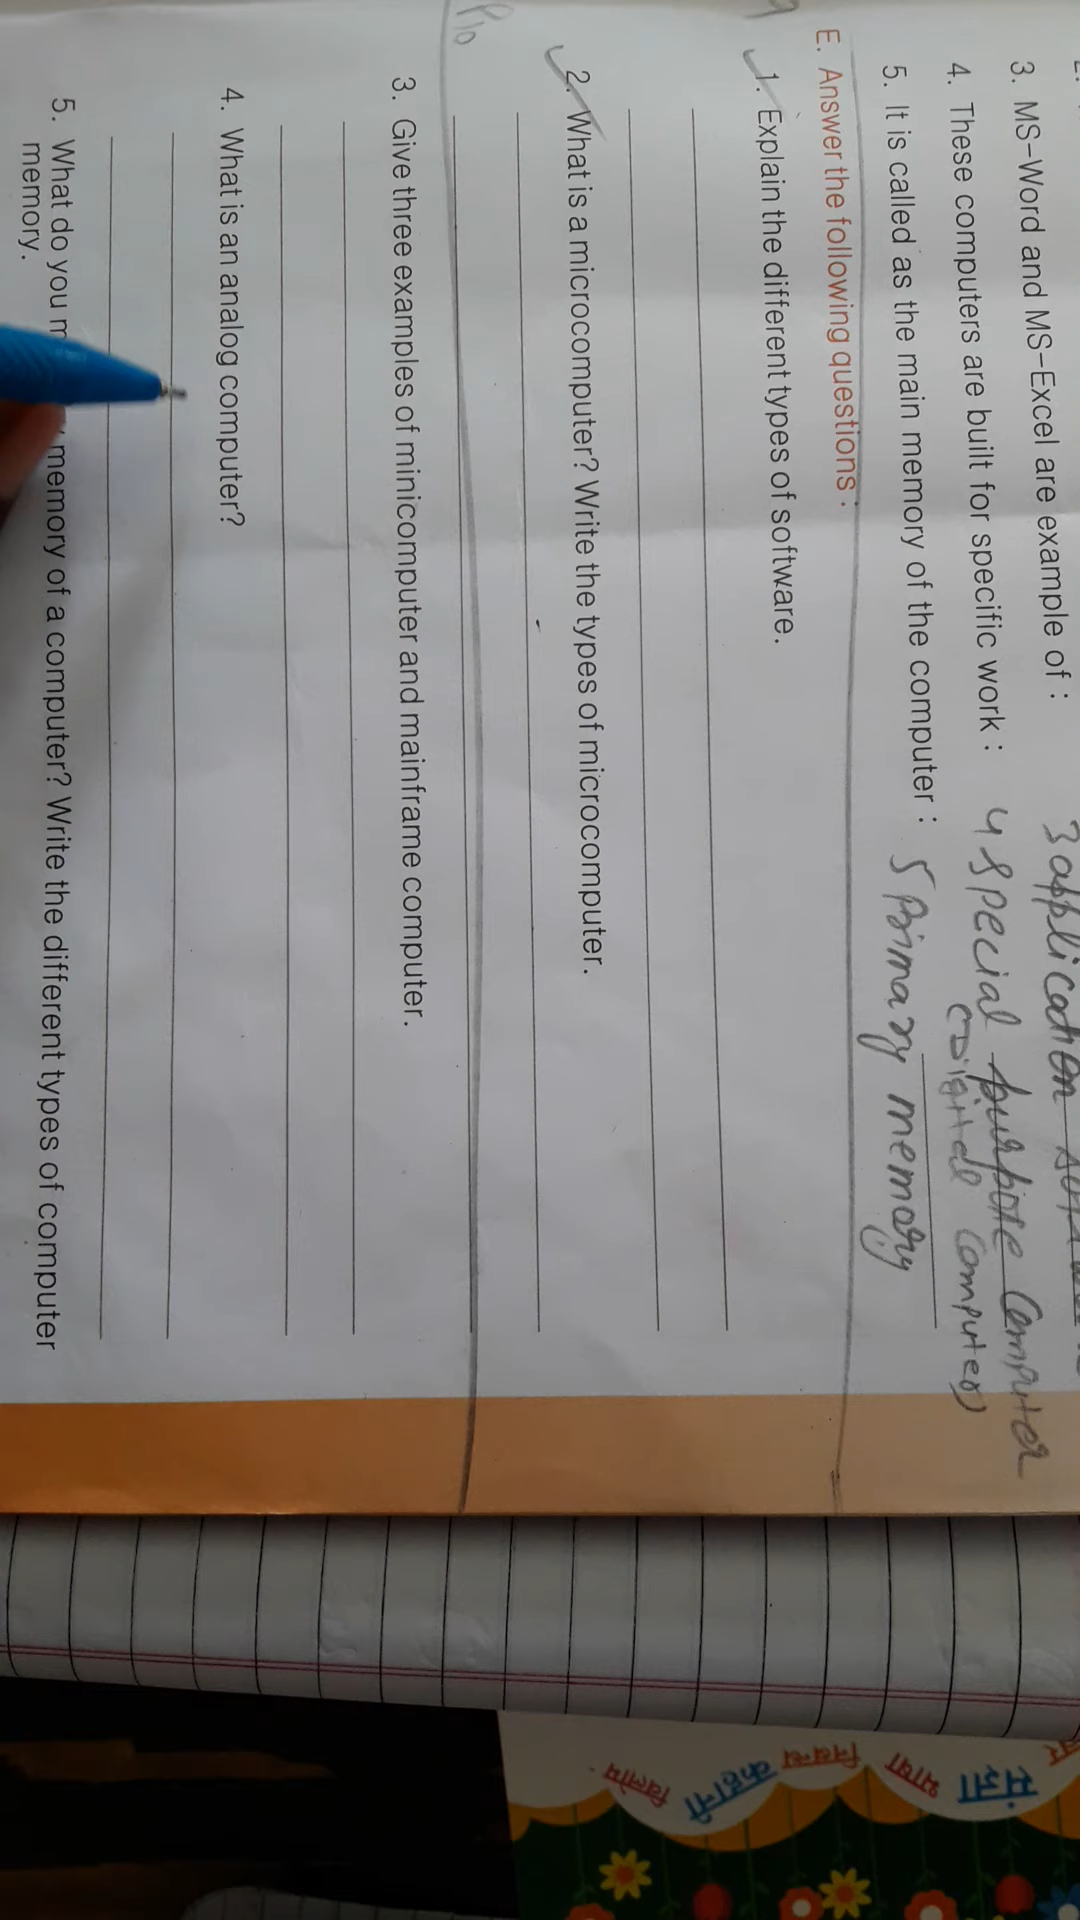 3. MS-Word and MS-Excel are example of :
3 application
4. These computers are built for specific work :
4 special purpose computer
(Digital computer)
5. It is called as the main memory of the computer :
5 Primary memory
E. Answer the following questions :
1. Explain the different types of software.
2. What is a microcomputer? Write the types of microcomputer.
P10
3. Give three examples of minicomputer and mainframe computer.
4. What is an analog computer?
5. What do you m memory of a computer? Write the different types of computer
memory.
कहानी